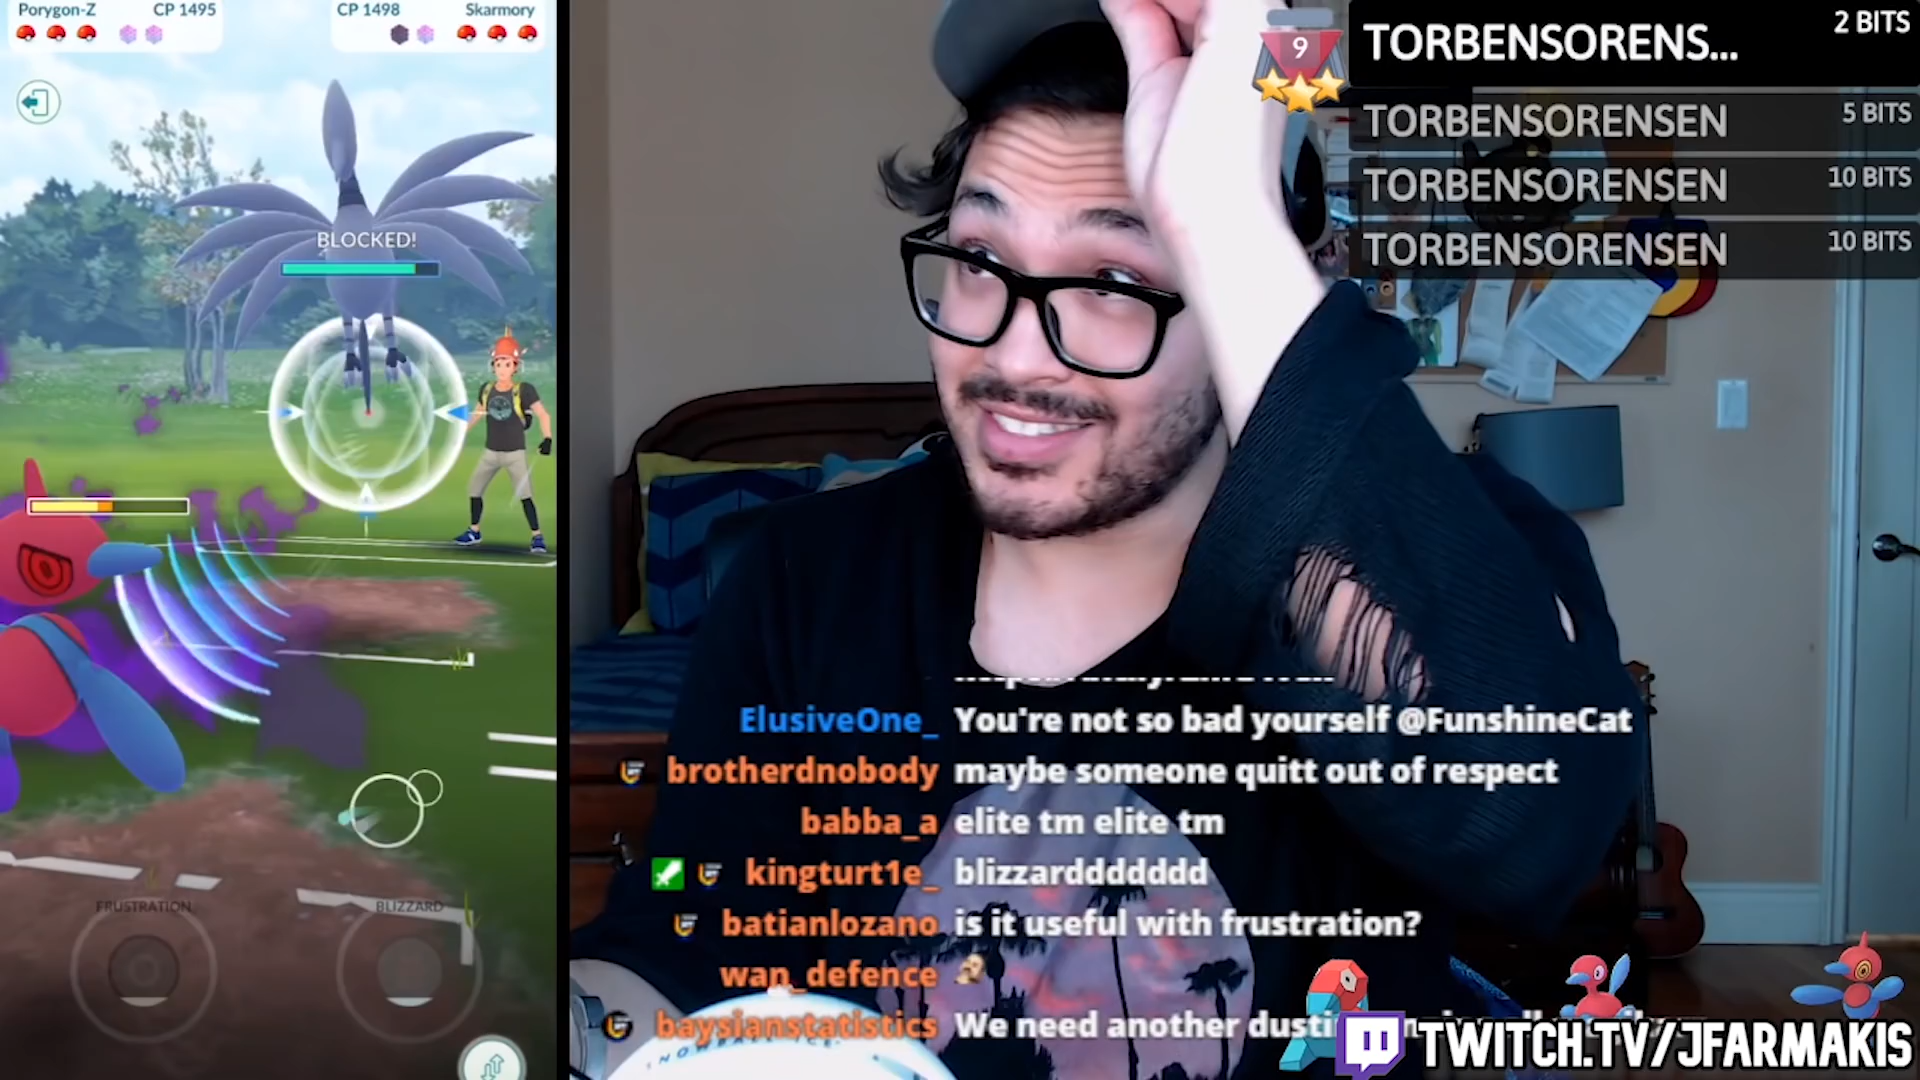 Porygon-Z CP 1495
CP 1498 Skarmory
BLOCKED!
FRUSTRATION
BLIZZARD
9
TORBENSORENS... 2 BITS
TORBENSORENSEN 5 BITS
TORBENSORENSEN 10 BITS
TORBENSORENSEN 10 BITS
ElusiveOne_ You're not so bad yourself @FunshineCat
brotherdnobody maybe someone quitt out of respect
babba_a elite tm elite tm
kingturt1e_ blizzardddddddd
batianlozano is it useful with frustration?
wan_defence
baysianstatistics We need another
TWITCH.TV/JFARMAKIS